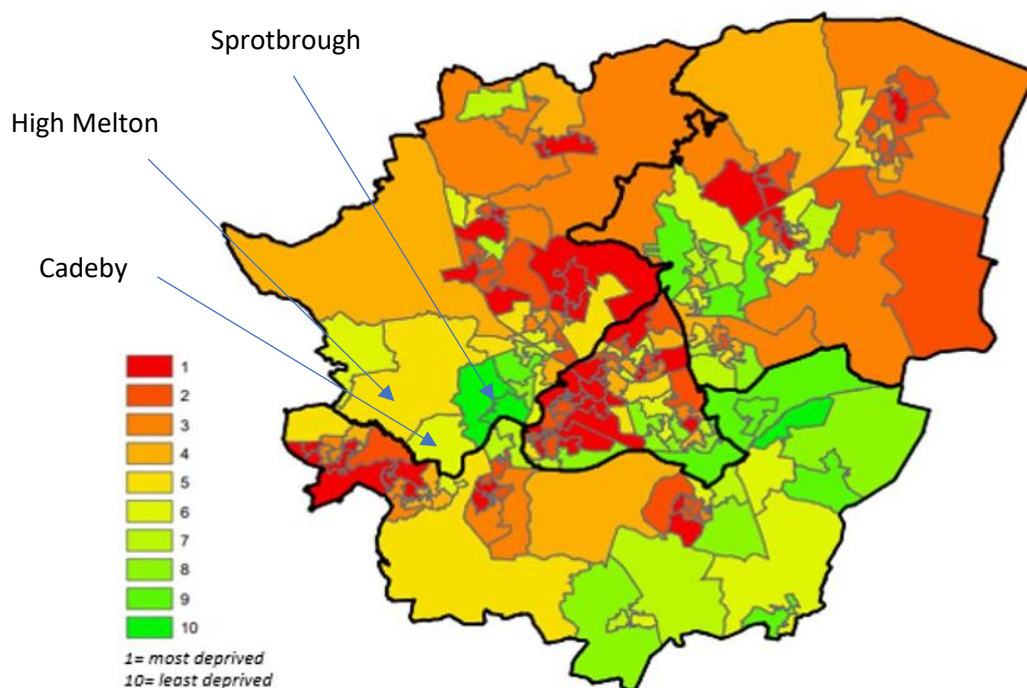 Sprotbrough
High Melton
Cadeby
1
2
3
4
5
6
7
8
9
10
1= most deprived
10= least deprived